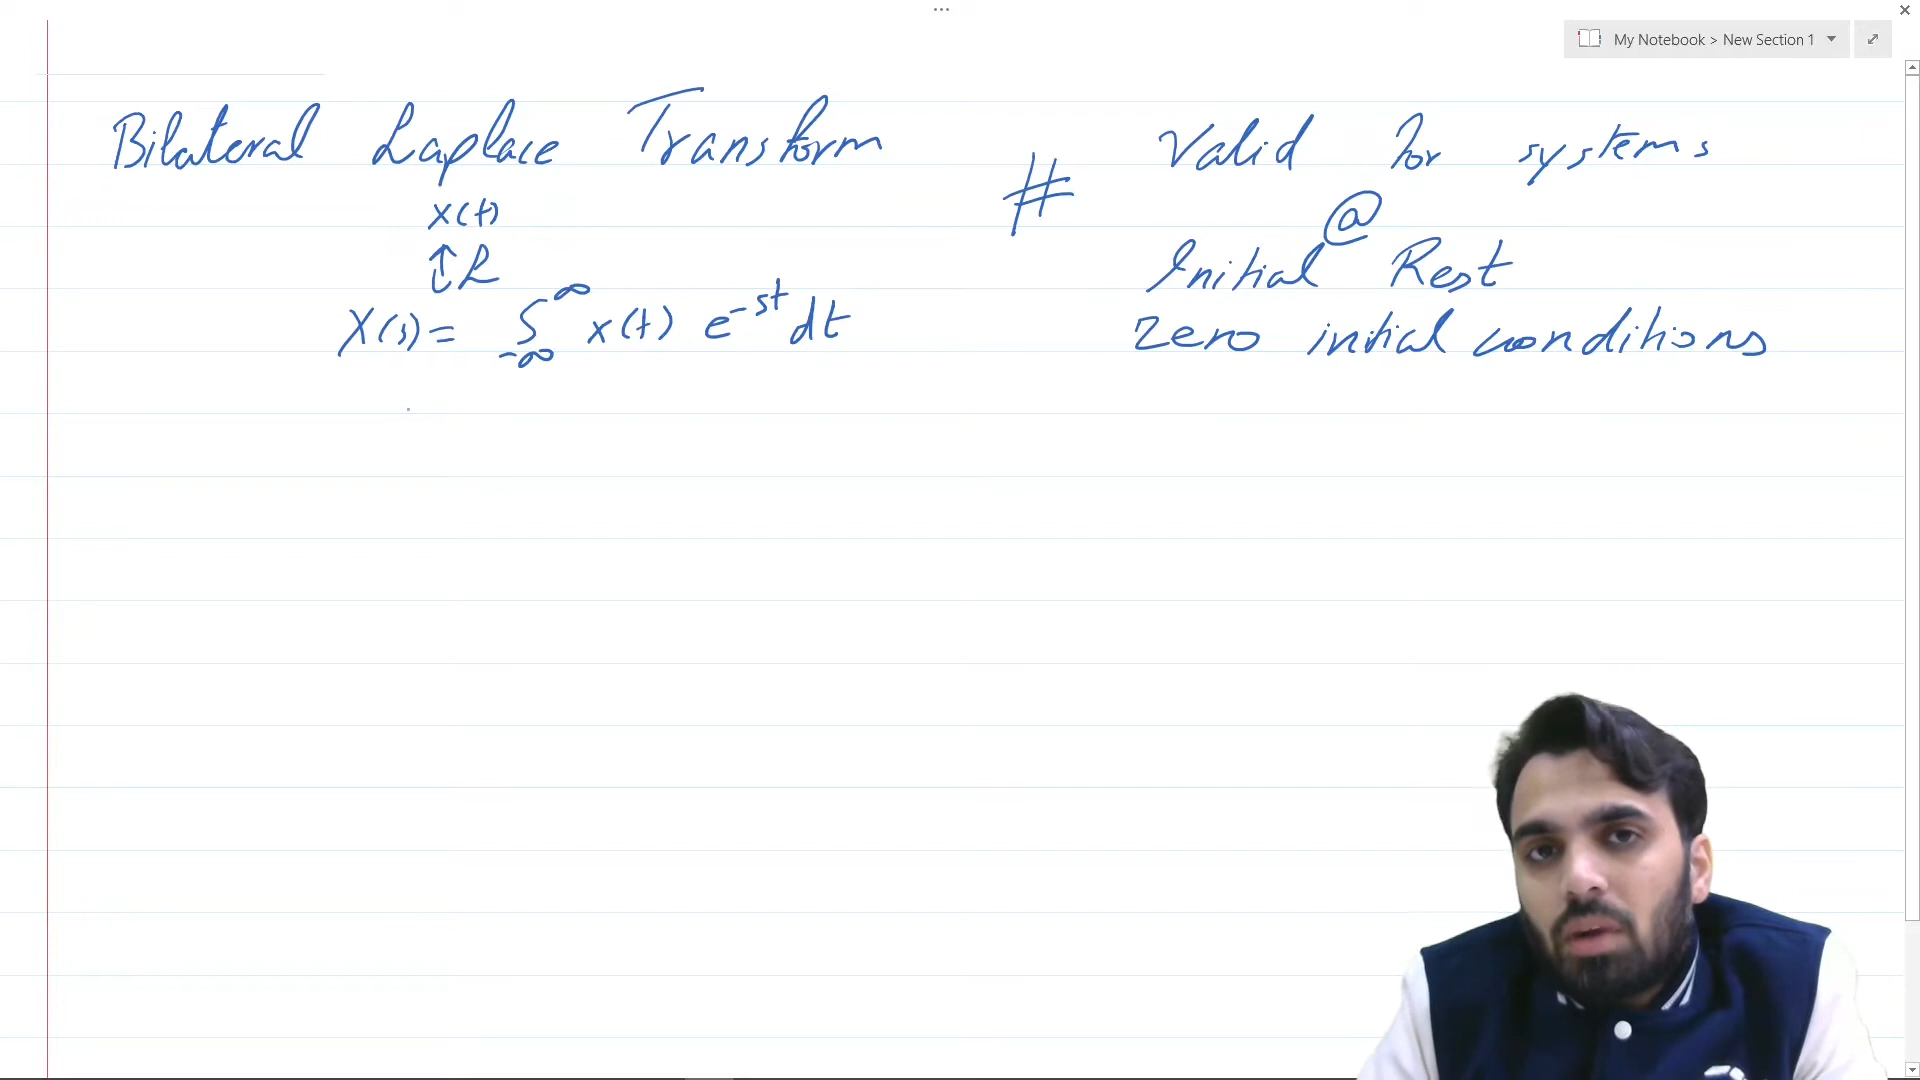 My Notebook > New Section 1
Bilateral Laplace Transform
x(t)
↕ L
X(s) = ∫_{-∞}^{∞} x(t) e^{-st} dt
# Valid for systems
@
Initial Rest
Zero initial conditions